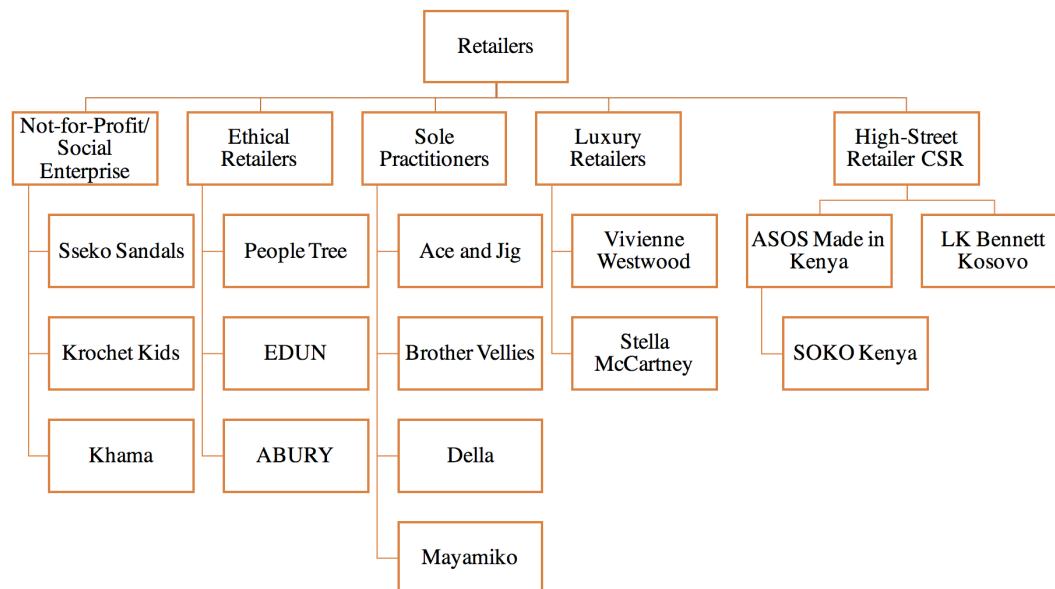 Retailers
Not-for-Profit/
Social
Enterprise
Ethical
Retailers
Sole
Practitioners
Luxury
Retailers
High-Street
Retailer CSR
Sseko Sandals
People Tree
Ace and Jig
Vivienne
Westwood
ASOS Made in
Kenya
LK Bennett
Kosovo
Krochet Kids
EDUN
Brother Vellies
Stella
McCartney
SOKO Kenya
Khama
ABURY
Della
Mayamiko